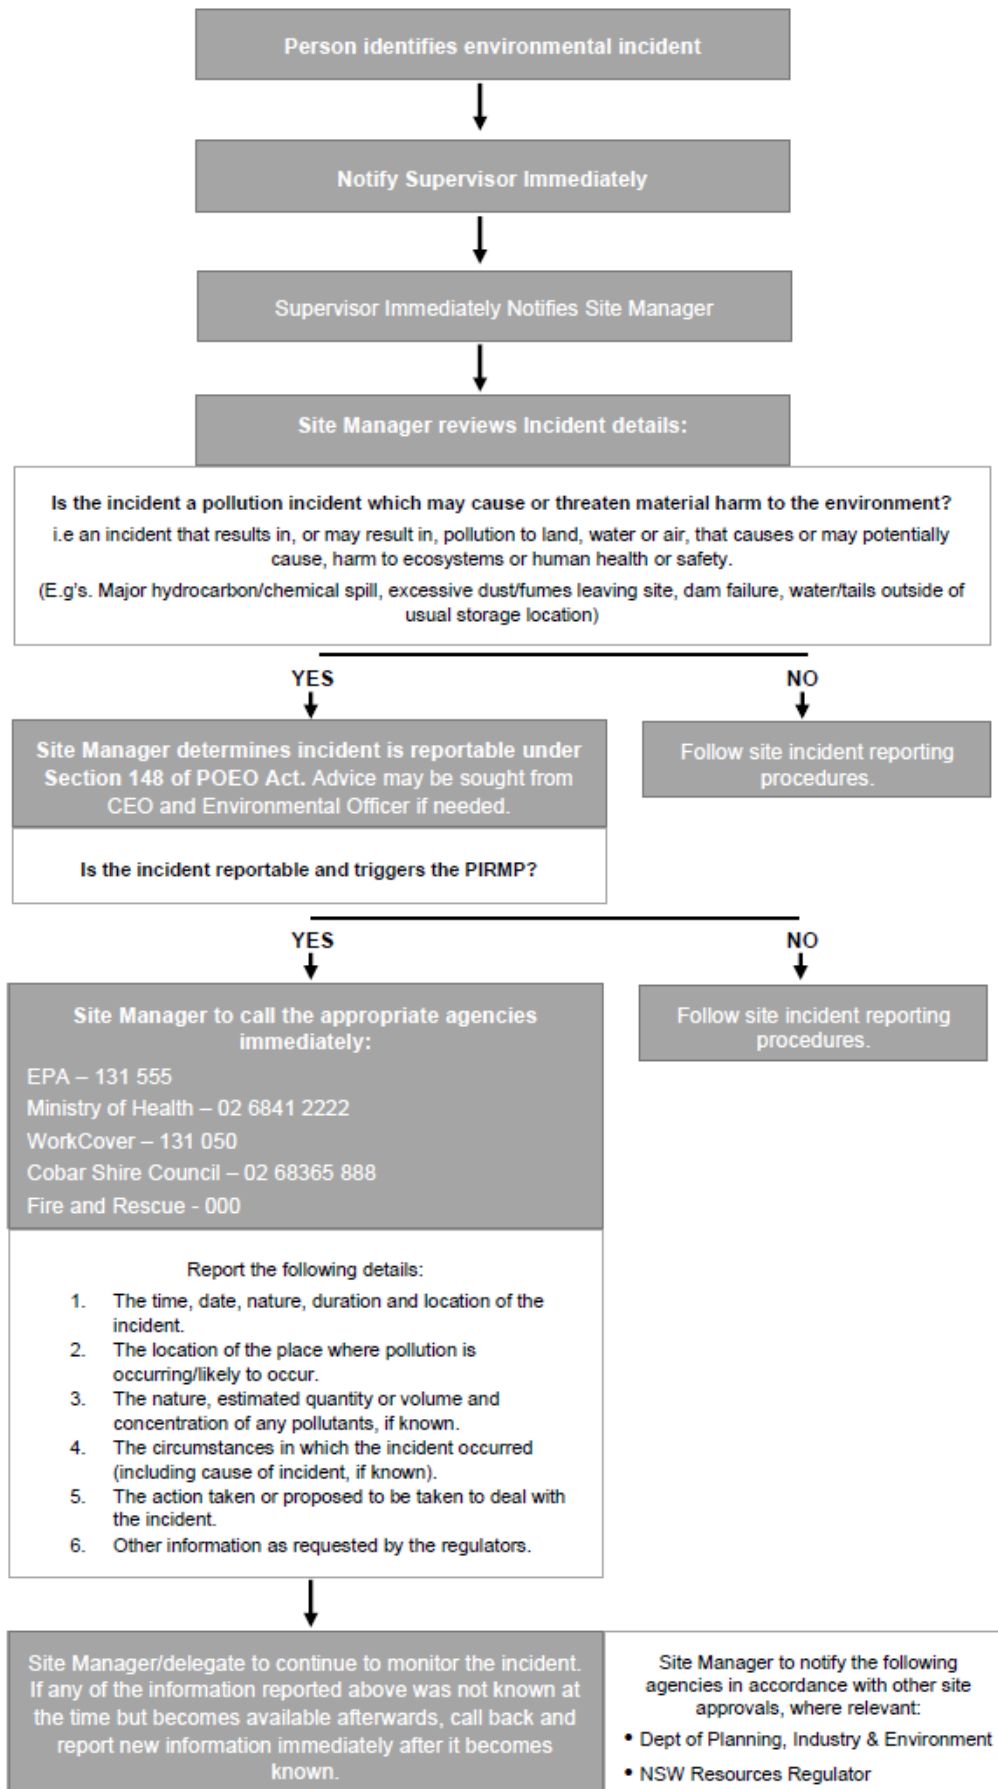 Person identifies environmental incident
Notify Supervisor Immediately
Supervisor Immediately Notifies Site Manager
Site Manager reviews Incident details:
Is the incident a pollution incident which may cause or threaten material harm to the environment?
i.e an incident that results in, or may result in, pollution to land, water or air, that causes or may potentially
cause, harm to ecosystems or human health or safety.
(E.g's. Major hydrocarbon/chemical spill, excessive dust/fumes leaving site, dam failure, water/tails outside of
usual storage location)
YES
NO
Site Manager determines incident is reportable under
Section 148 of POEO Act. Advice may be sought from
CEO and Environmental Officer if needed.
Follow site incident reporting
procedures.
Is the incident reportable and triggers the PIRMP?
YES
NO
Site Manager to call the appropriate agencies
immediately:
EPA – 131 555
Ministry of Health – 02 6841 2222
WorkCover – 131 050
Cobar Shire Council – 02 68365 888
Fire and Rescue - 000
Follow site incident reporting
procedures.
Report the following details:
1. The time, date, nature, duration and location of the
incident.
2. The location of the place where pollution is
occurring/likely to occur.
3. The nature, estimated quantity or volume and
concentration of any pollutants, if known.
4. The circumstances in which the incident occurred
(including cause of incident, if known).
5. The action taken or proposed to be taken to deal with
the incident.
6. Other information as requested by the regulators.
Site Manager/delegate to continue to monitor the incident.
If any of the information reported above was not known at
the time but becomes available afterwards, call back and
report new information immediately after it becomes
known.
Site Manager to notify the following
agencies in accordance with other site
approvals, where relevant:
• Dept of Planning, Industry & Environment
• NSW Resources Regulator